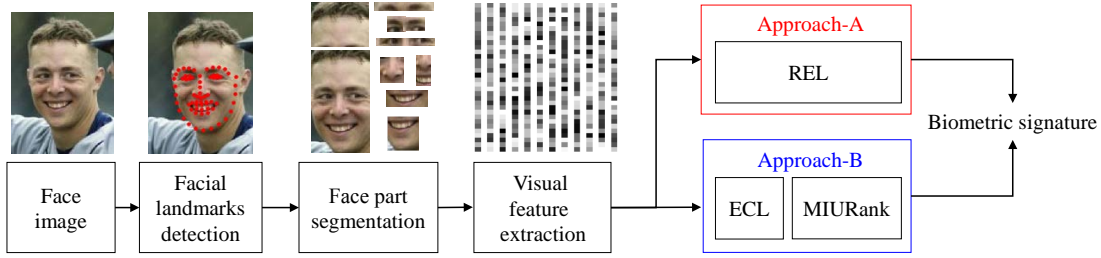 Face
image
Facial
landmarks
detection
Face part
segmentation
Visual
feature
extraction
Approach-A
REL
Approach-B
ECL
MIURank
Biometric signature